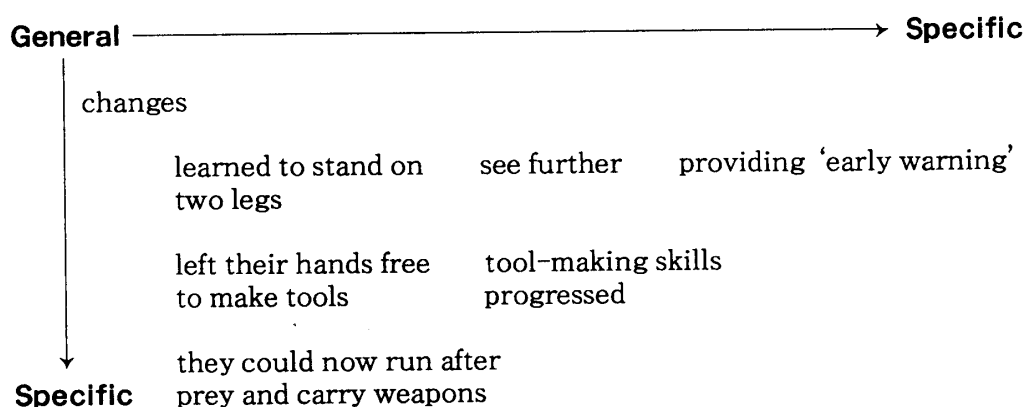 General Specific
changes
learned to stand on see further providing ‘early warning’
two legs
left their hands free tool-making skills
to make tools progressed
they could now run after
Specific prey and carry weapons